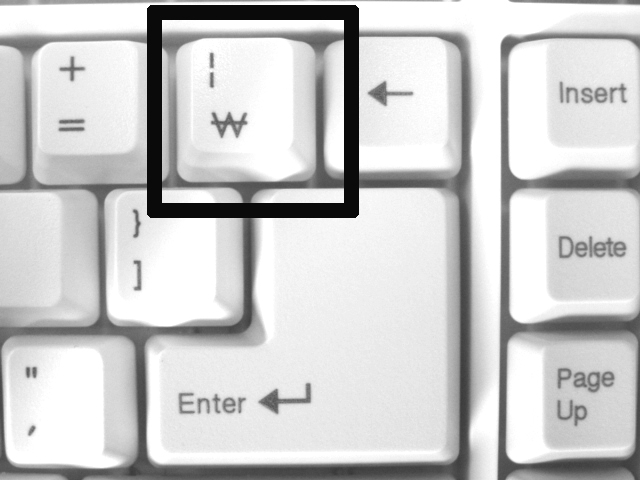 +
=
¦
₩
←
Insert
}
]
Delete
"
'
Enter ↵
Page
Up